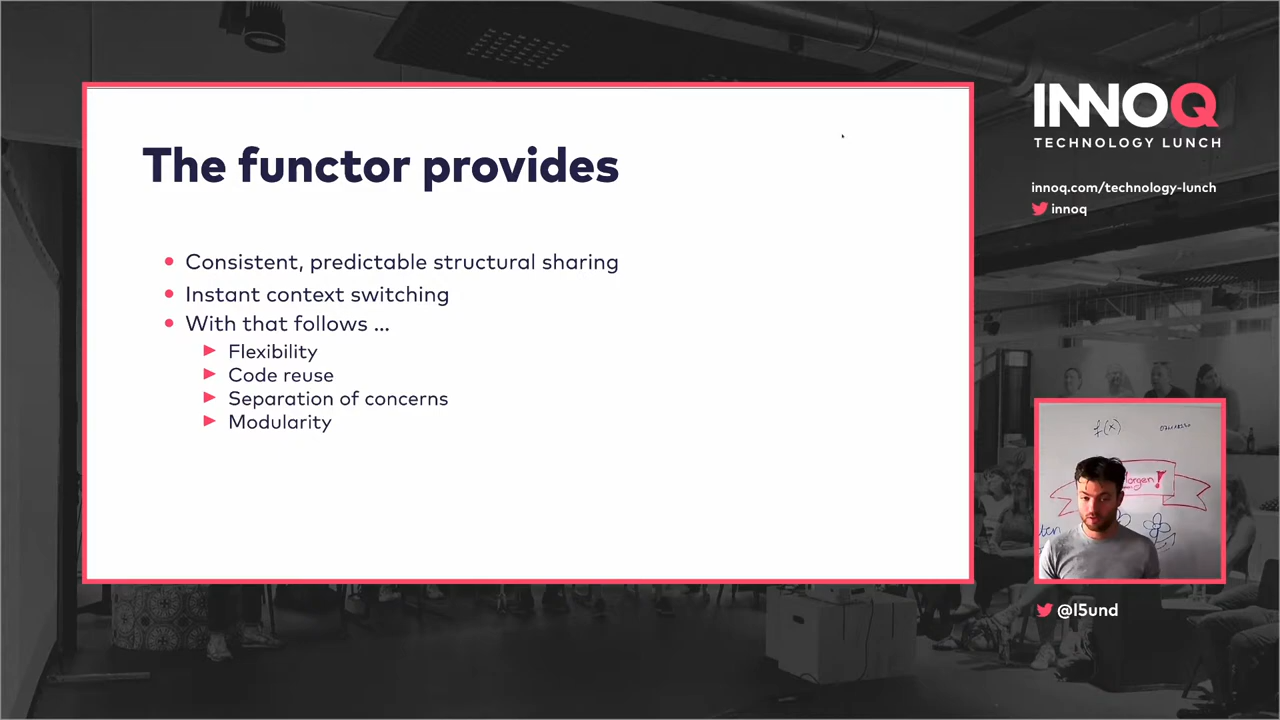 The functor provides
Consistent, predictable structural sharing
Instant context switching
With that follows ...
Flexibility
Code reuse
Separation of concerns
Modularity
INNOQ
TECHNOLOGY LUNCH
innoq.com/technology-lunch
innoq
f(x)
orgen!
@l5und